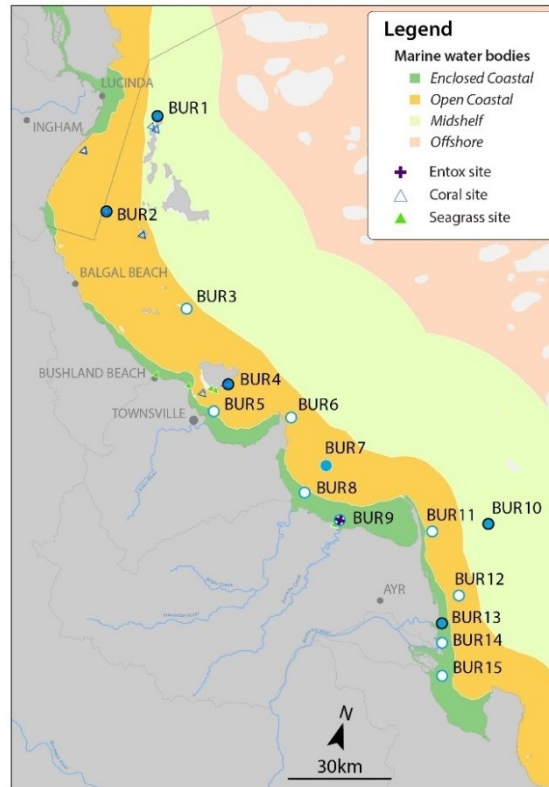 Legend
Marine water bodies
Enclosed Coastal
Open Coastal
Midshelf
Offshore
Entox site
Coral site
Seagrass site
LUCINDA
INGHAM
BUR1
BUR2
BALGAL BEACH
BUR3
BUSHLAND BEACH
BUR4
TOWNSVILLE
BUR5
BUR6
BUR7
BUR8
BUR9
BUR10
BUR11
AYR
BUR12
BUR13
BUR14
BUR15
N
30km